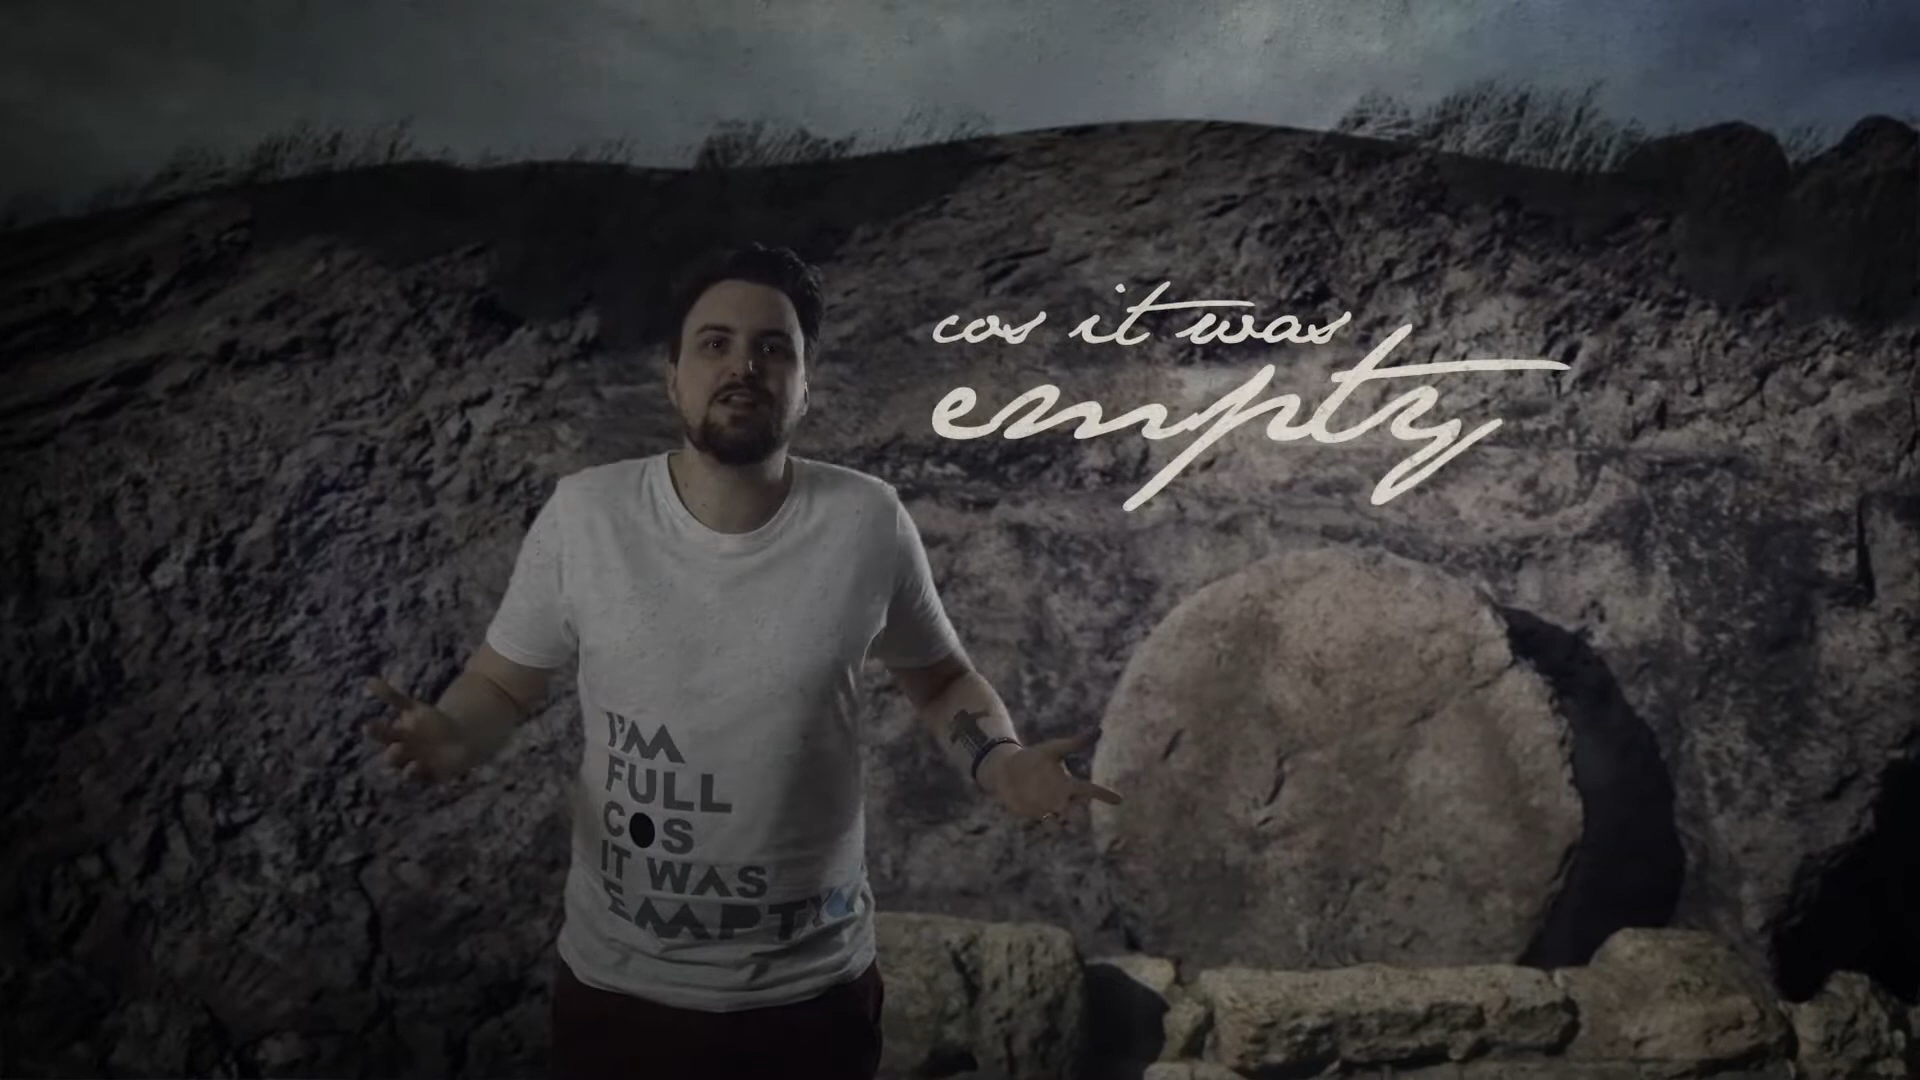 cos it was
empty
I'M
FULL
COS
IT WAS
EMPTY